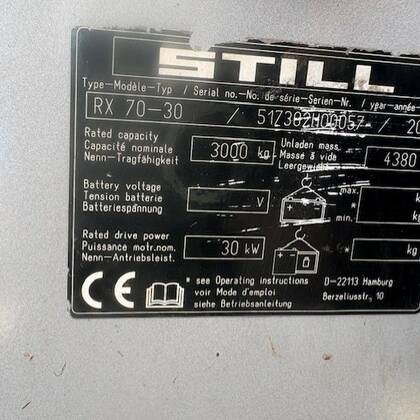 STILL
Type-Modèle-Typ / Serial no.-No. de série-Serien-Nr. / year-année
RX 70-30 / 517382H00057 / 20
Rated capacity
Capacité nominale
Nenn-Tragfähigkeit
3000 kg
Unladen mass
Masse à vide
Leergewicht
4380
Battery voltage
Tension batterie
Batteriespannung
V
max.
min.
*
k
*
k
Rated drive power
Puissance motr.nom.
Nenn-Antriebsleist.
30 kW
*
kg
CE
* see Operating instructions
voir Mode d'emploi
siehe Betriebsanleitung
D-22113 Hamburg
Berzeliusstr. 10